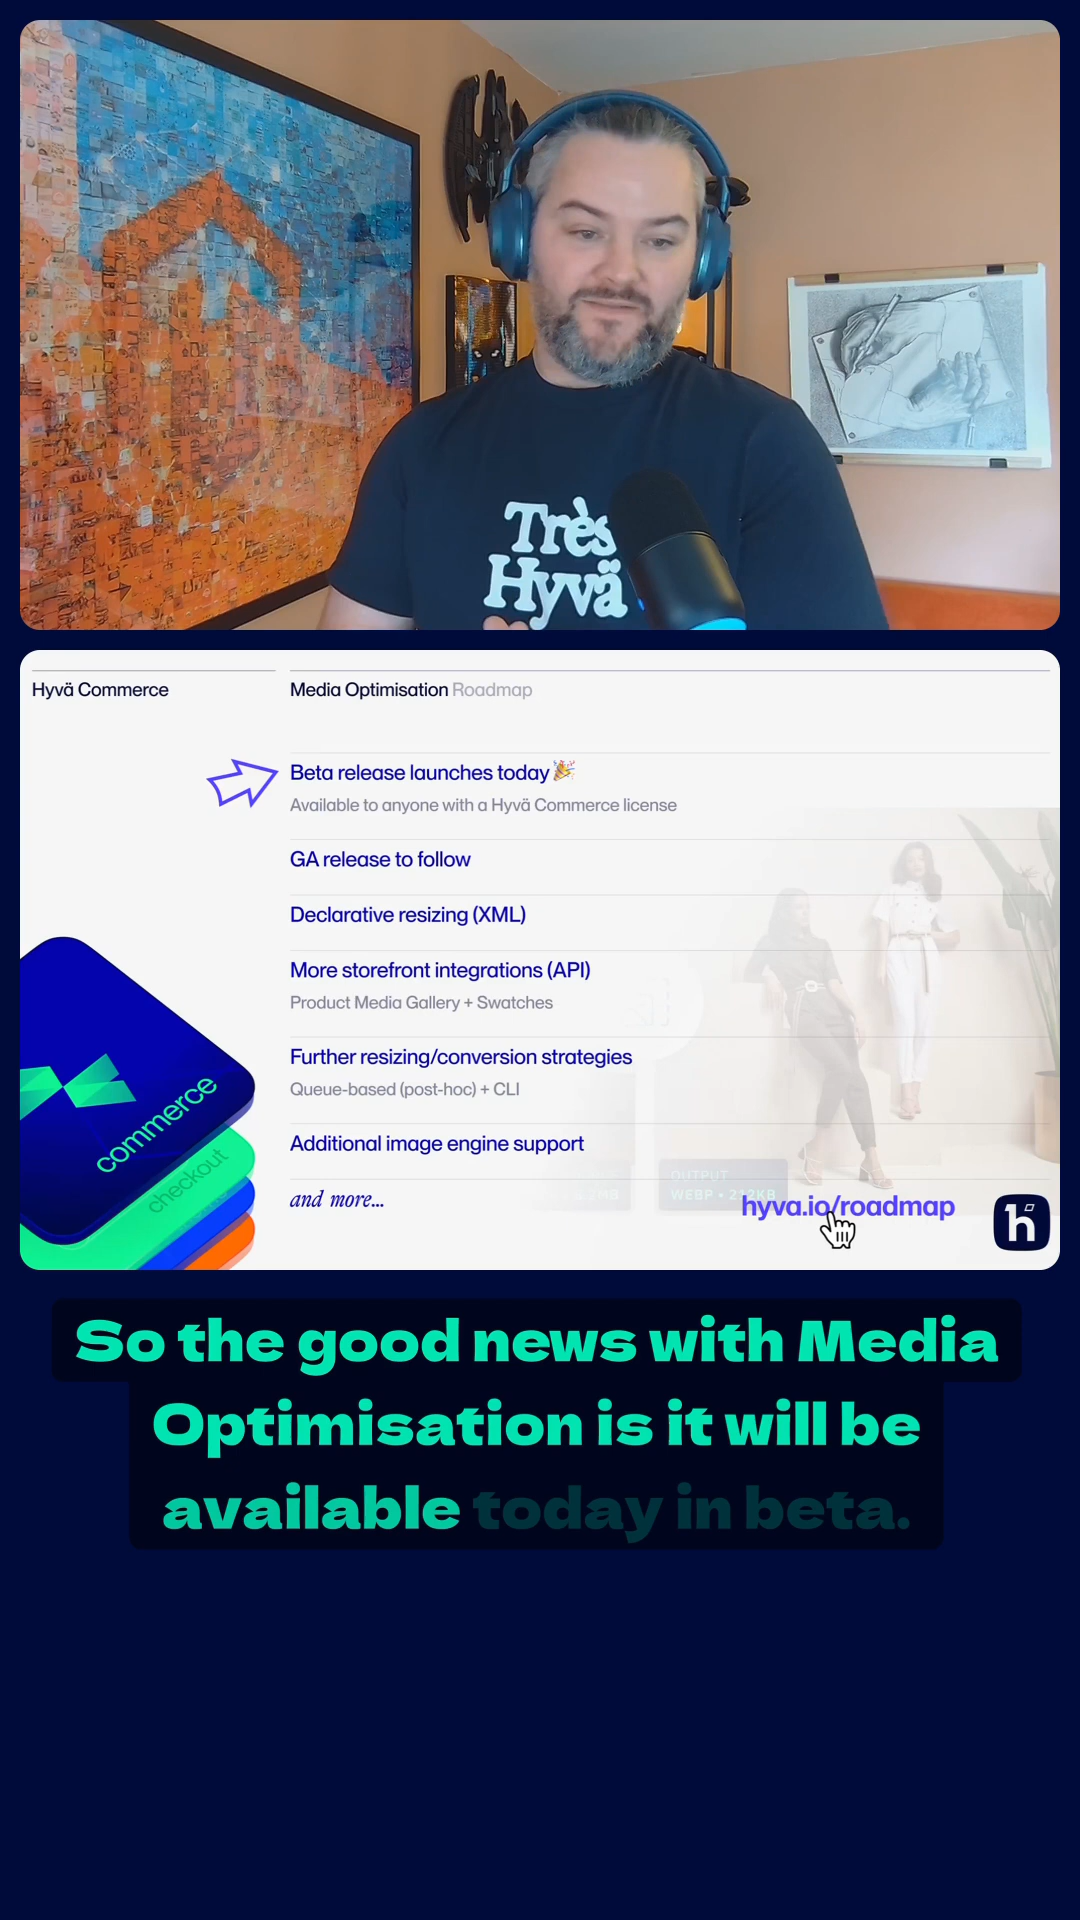 Très
Hyvä
Hyvä Commerce
Media Optimisation Roadmap
Beta release launches today 🎉
Available to anyone with a Hyvä Commerce license
GA release to follow
Declarative resizing (XML)
More storefront integrations (API)
Product Media Gallery + Swatches
Further resizing/conversion strategies
Queue-based (post-hoc) + CLI
Additional image engine support
and more...
commerce
checkout
OUTPUT
WEBP • 212KB
hyva.io/roadmap
So the good news with Media
Optimisation is it will be
available today in beta.